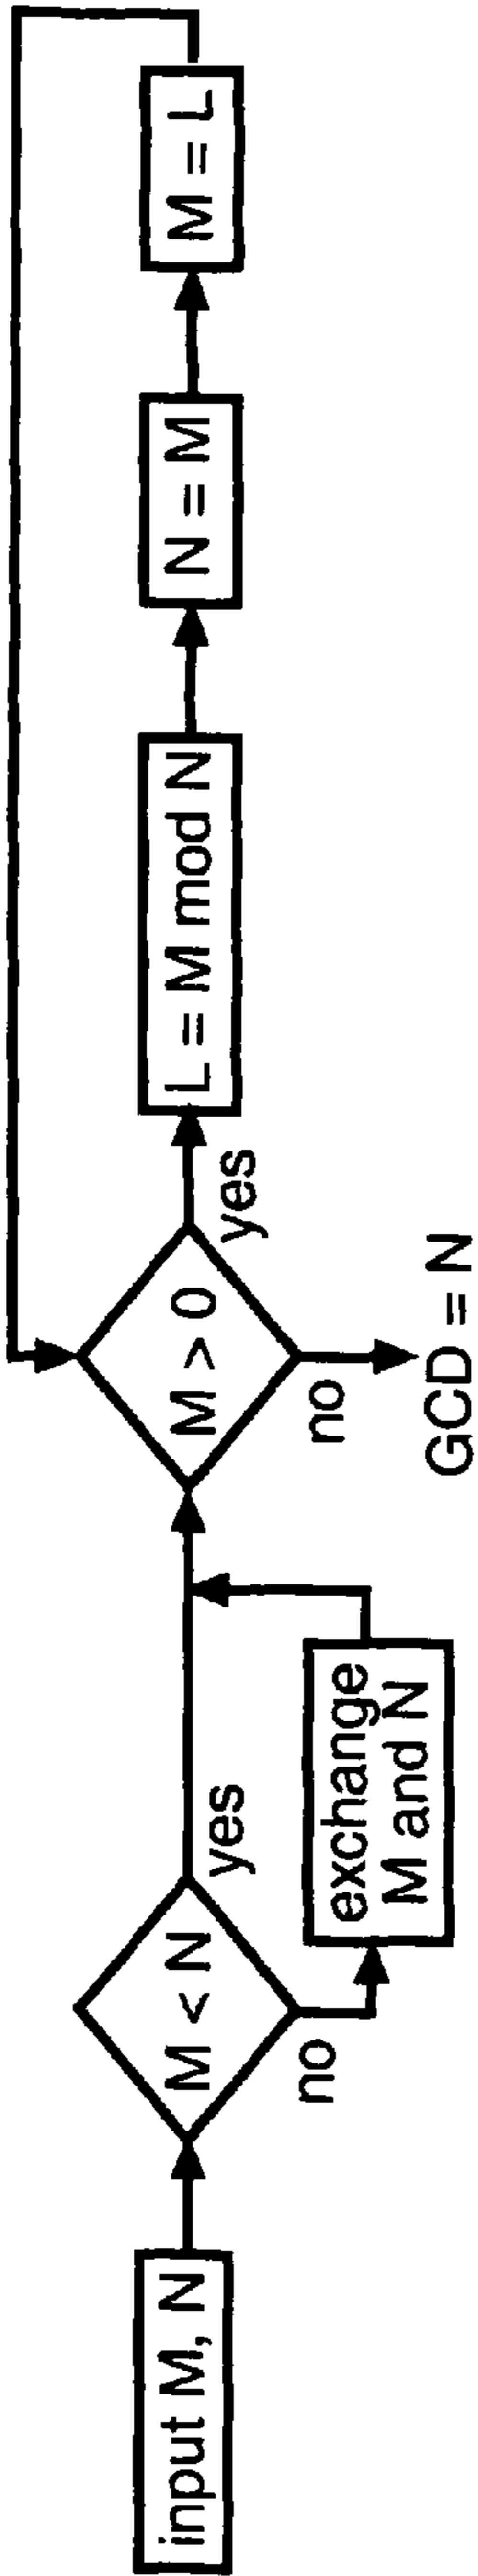 input M, N
M < N
yes
no
exchange
M and N
M > 0
yes
no
GCD = N
L = M mod N
N = M
M = L